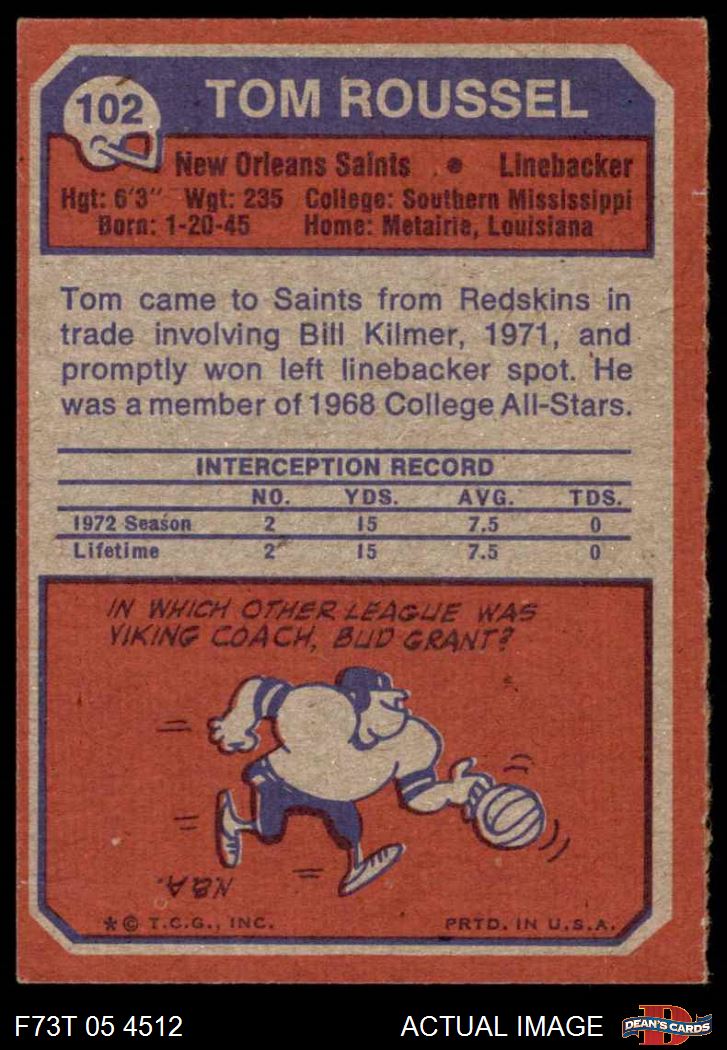 102
TOM ROUSSEL
New Orleans Saints • Linebacker
Hgt: 6'3" Wgt: 235 College: Southern Mississippi
Born: 1-20-45 Home: Metairie, Louisiana
Tom came to Saints from Redskins in
trade involving Bill Kilmer, 1971, and
promptly won left linebacker spot. He
was a member of 1968 College All-Stars.
INTERCEPTION RECORD
NO. YDS. AVG. TDS.
1972 Season 2 15 7.5 0
Lifetime 2 15 7.5 0
IN WHICH OTHER LEAGUE WAS
VIKING COACH, BUD GRANT?
N.B.A.
* © T.C.G., INC. PRTD. IN U.S.A.
F73T 05 4512 ACTUAL IMAGE
D
DEAN'S CARDS